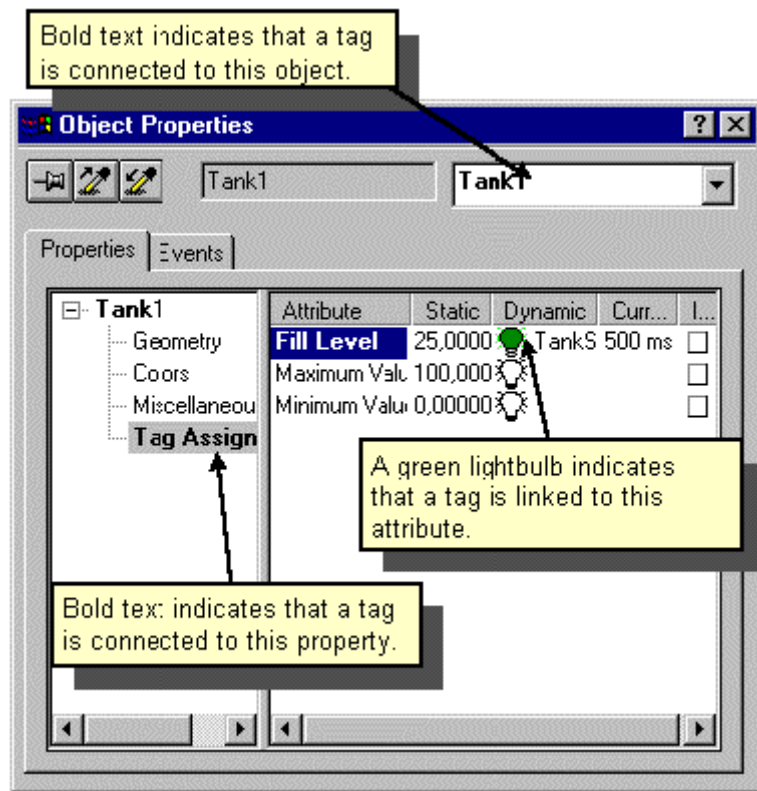 Bold text indicates that a tag
is connected to this object.
Object Properties
Tank1
Tank1
Properties
Events
Tank1
Geometry
Coors
Miscellaneou
Tag Assign
Attribute Static Dynamic Curr... I...
Fill Level 25,0000 TankS 500 ms
Maximum Valu 100,000
Minimum Valu 0,00000
A green lightbulb indicates
that a tag is linked to this
attribute.
Bold text indicates that a tag
is connected to this property.